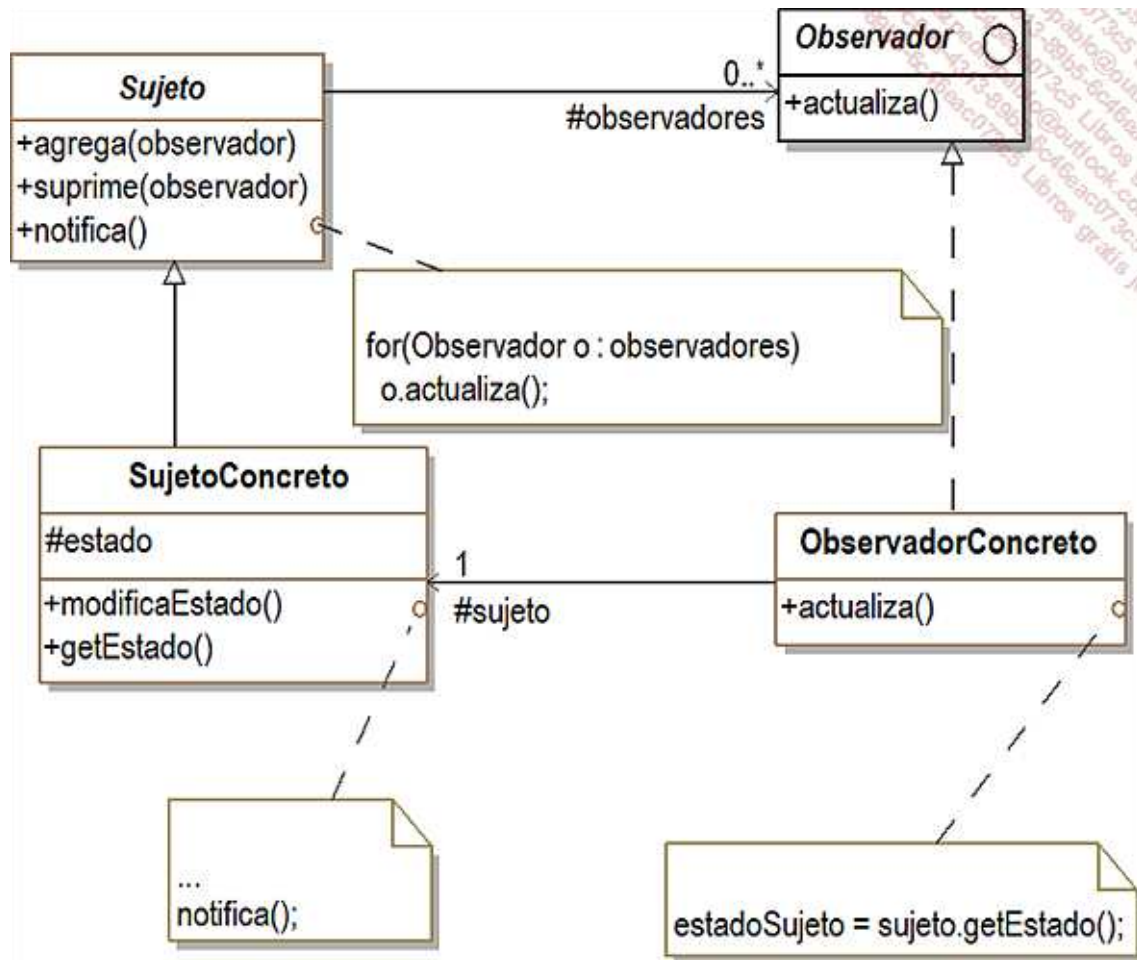 Sujeto
+agrega(observador)
+suprime(observador)
+notifica()
0..*
#observadores
Observador
+actualiza()
for(Observador o : observadores)
o.actualiza();
SujetoConcreto
#estado
+modificaEstado()
+getEstado()
1
#sujeto
ObservadorConcreto
+actualiza()
...
notifica();
estadoSujeto = sujeto.getEstado();